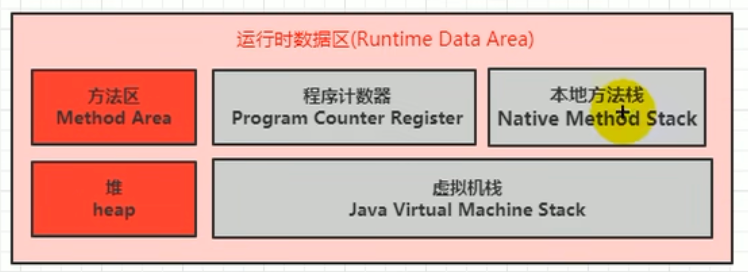 运行时数据区(Runtime Data Area)
方法区
Method Area
程序计数器
Program Counter Register
本地方法栈
Native Method Stack
堆
heap
虚拟机栈
Java Virtual Machine Stack